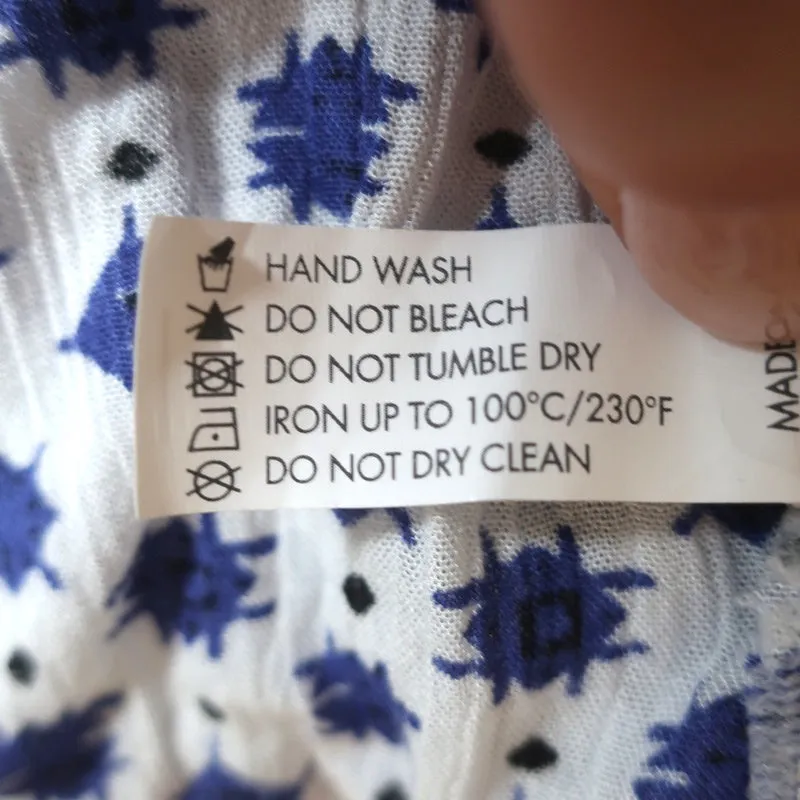 HAND WASH
DO NOT BLEACH
DO NOT TUMBLE DRY
IRON UP TO 100°C/230°F
DO NOT DRY CLEAN
MADE